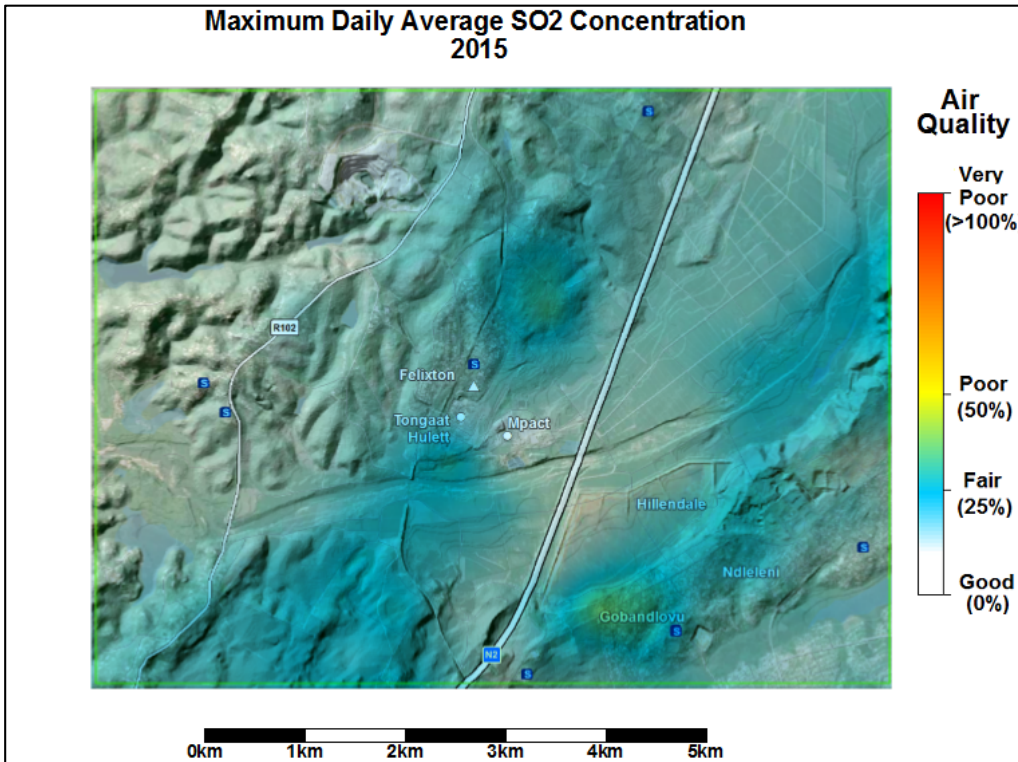 Maximum Daily Average SO2 Concentration
2015
Air
Quality
Very
Poor
(>100%
Poor
(50%)
Fair
(25%)
Good
(0%)
S
R102
S
S
S
Felixton
Tongaat
Hulett
Mpact
Hillendale
S
Ndleleni
Gobandlovu
S
N2
S
0km 1km 2km 3km 4km 5km